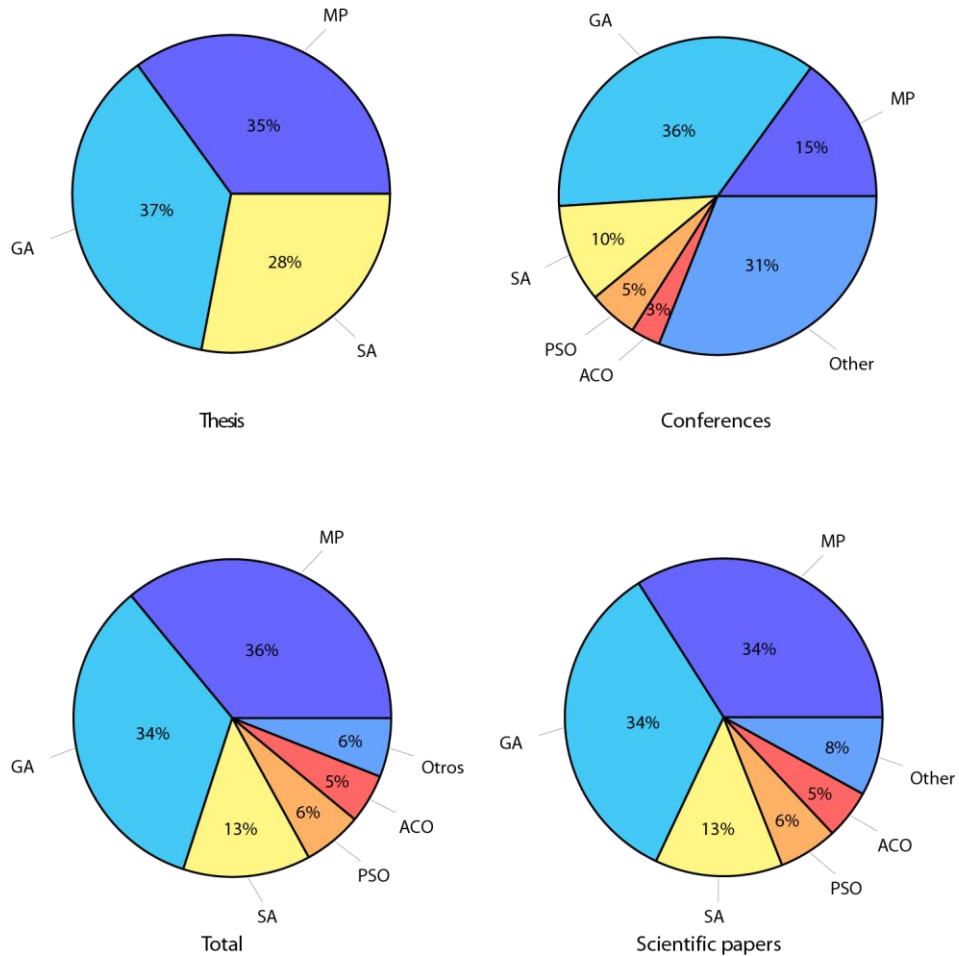 MP
35%
37%
GA
28%
SA
Thesis
GA
MP
36%
15%
10%
SA
5%
3%
31%
PSO
ACO
Other
Conferences
MP
36%
34%
GA
6%
Otros
5%
ACO
6%
13%
PSO
SA
Total
MP
34%
34%
GA
8%
Other
5%
ACO
6%
13%
PSO
SA
Scientific papers